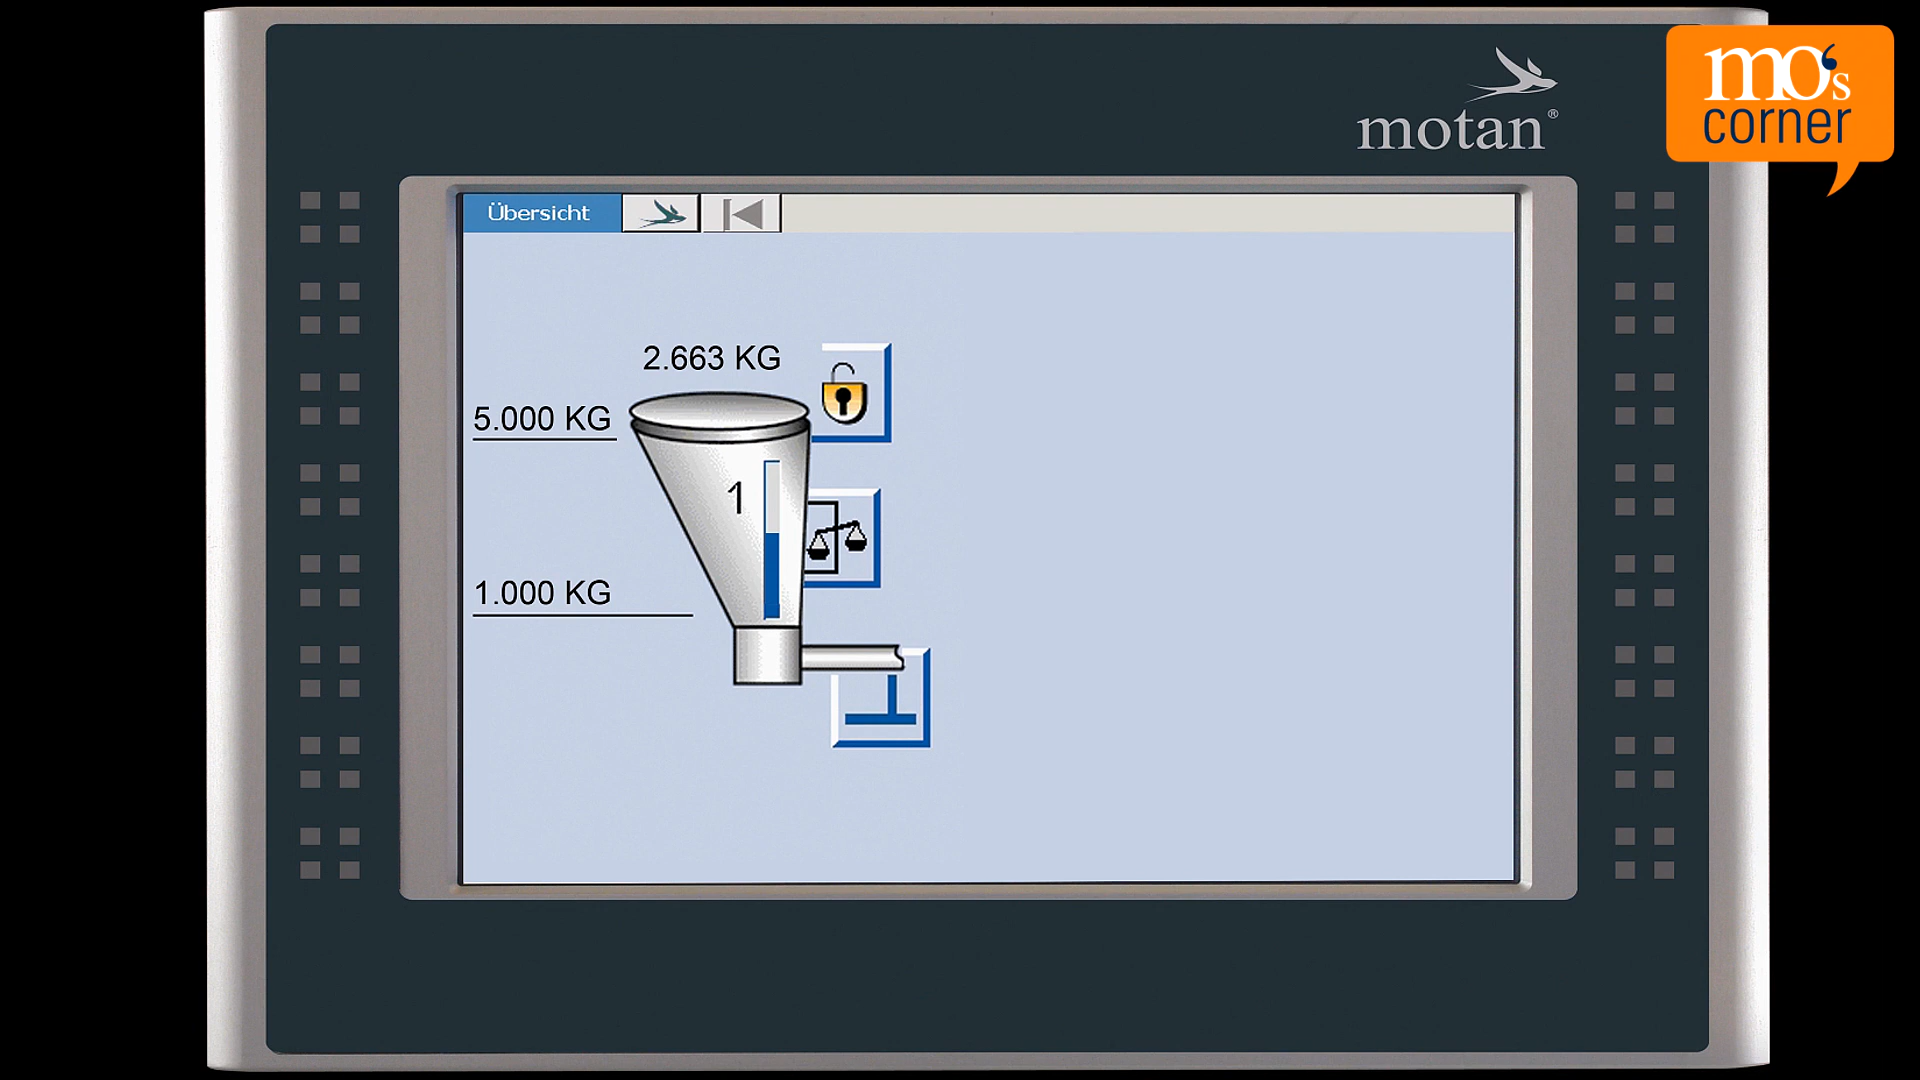 motan®
mo's
corner
Übersicht
2.663 KG
5.000 KG
1
1.000 KG